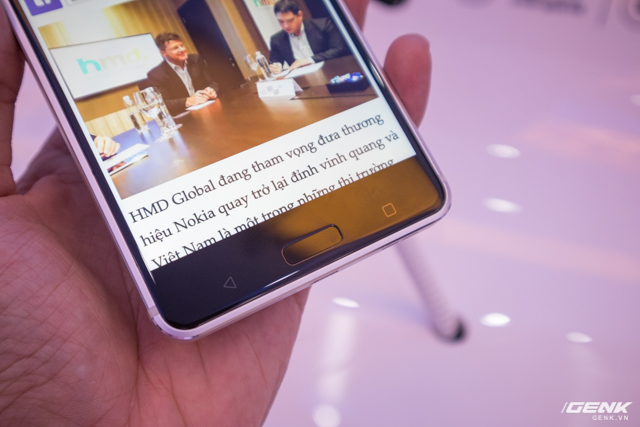 hmd
HMD Global đang tham vọng đưa thương
hiệu Nokia quay trở lại đỉnh vinh quang và
Việt Nam là một trong những thị trường
GENK
GENK.VN